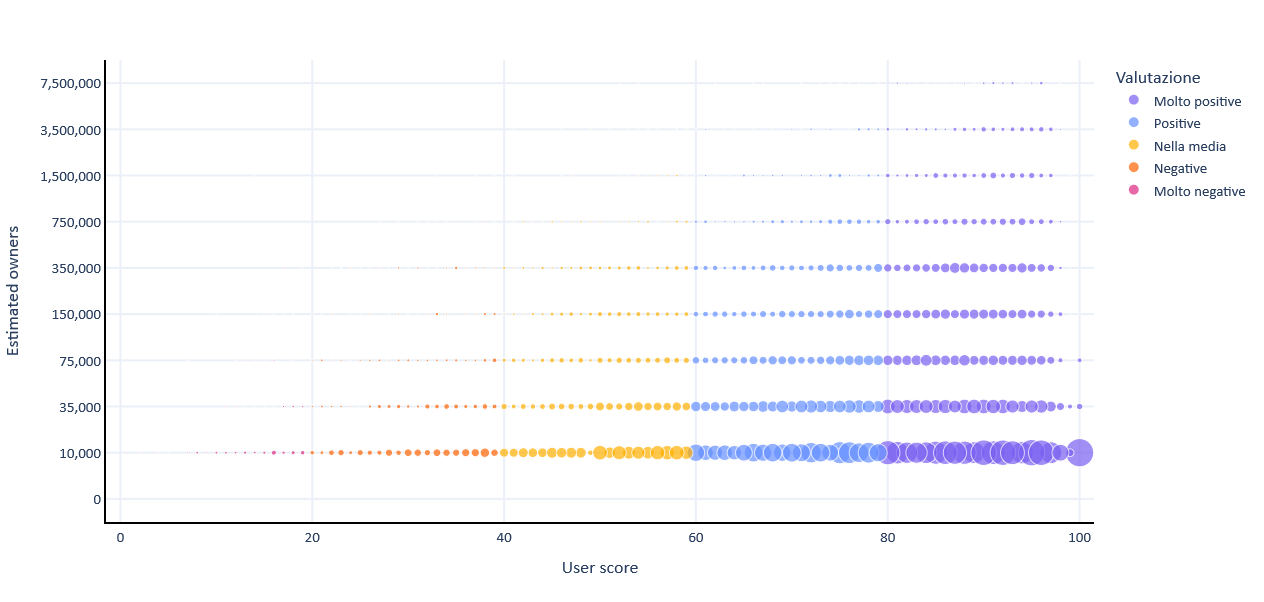 Estimated owners
7,500,000
3,500,000
1,500,000
750,000
350,000
150,000
75,000
35,000
10,000
0
0 20 40 60 80 100
User score
Valutazione
Molto positive
Positive
Nella media
Negative
Molto negative